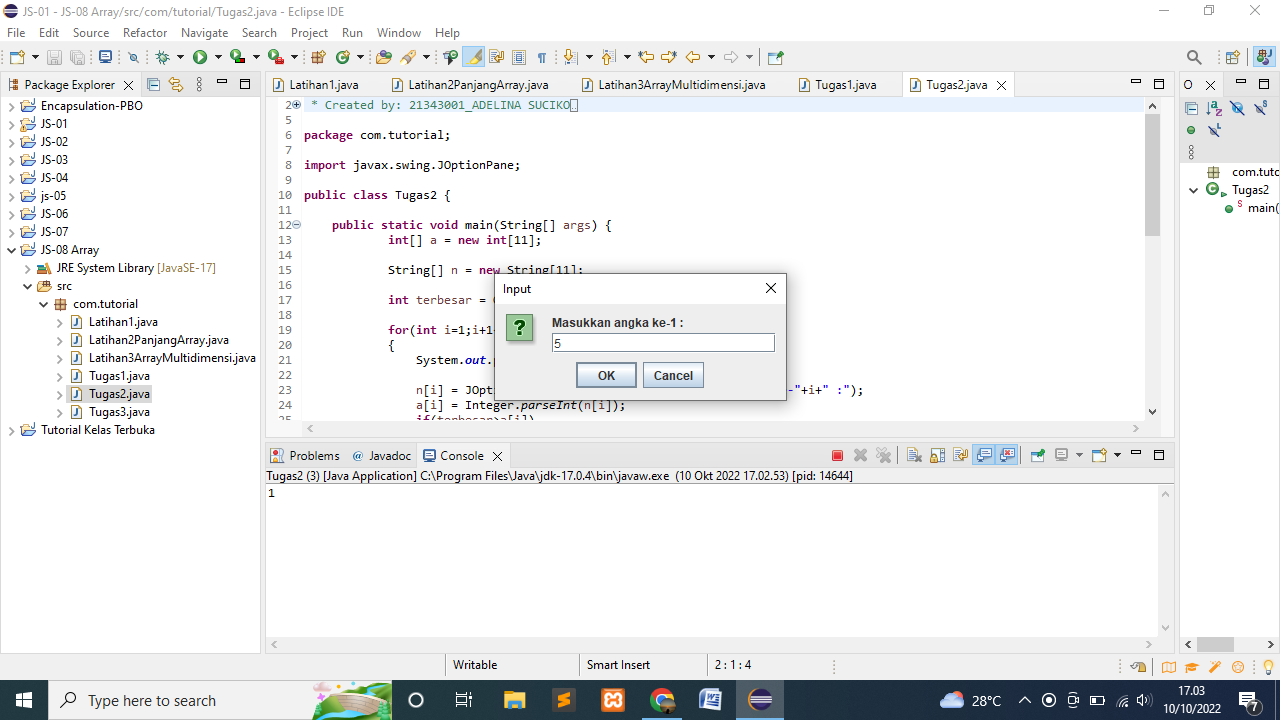 JS-01 - JS-08 Array/src/com/tutorial/Tugas2.java - Eclipse IDE
File Edit Source Refactor Navigate Search Project Run Window Help
Package Explorer
Encapsulation-PBO
JS-01
JS-02
JS-03
JS-04
js-05
JS-06
JS-07
JS-08 Array
JRE System Library [JavaSE-17]
src
com.tutorial
Latihan1.java
Latihan2PanjangArray.java
Latihan3ArrayMultidimensi.java
Tugas1.java
Tugas2.java
Tugas3.java
Tutorial Kelas Terbuka
Latihan1.java Latihan2PanjangArray.java Latihan3ArrayMultidimensi.java Tugas1.java Tugas2.java
2 * Created by: 21343001_ADELINA SUCIKO
5
6 package com.tutorial;
7
8 import javax.swing.JOptionPane;
9
10 public class Tugas2 {
11
12 public static void main(String[] args) {
13 int[] a = new int[11];
14
15 String[] n = new String[11];
16
17 int terbesar =
18
19 for(int i=1;i+1
20 {
21 System.out.
22
23 n[i] = JOpt -"+i+" :");
24 a[i] = Integer.parseInt(n[i]);
25 if(terbesar>a[i])
Input
Masukkan angka ke-1 :
5
OK Cancel
O
com.tuto
Tugas2
S main(
Problems Javadoc Console
Tugas2 (3) [Java Application] C:\Program Files\Java\jdk-17.0.4\bin\javaw.exe (10 Okt 2022 17.02.53) [pid: 14644]
1
Writable Smart Insert 2 : 1 : 4
Type here to search
28°C
17.03
10/10/2022
7